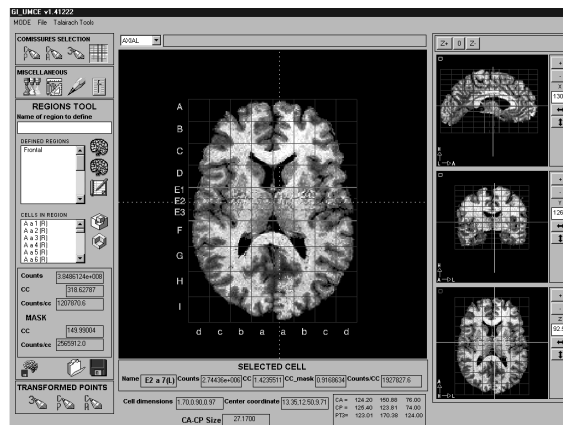 GI_UMCE v1.41222
MODE File Talairach Tools
COMISSURES SELECTION
MISCELLANEOUS
REGIONS TOOL
Name of region to define
DEFINED REGIONS
Frontal
CELLS IN REGION
A a 1 (R)
A a 2 (R)
A a 3 (R)
A a 4 (R)
A a 5 (R)
A a 6 (R)
Counts 3.8486124e+008
CC 318.62787
Counts/cc 1207870.6
MASK
CC 149.99004
Counts/cc 2565912.0
TRANSFORMED POINTS
AXIAL
A
B
C
D
E1
E2
E3
F
G
H
I
d c b a a b c d
SELECTED CELL
Name E2 a 7(L) Counts 2.74436e+006 CC 1.4235511 CC_mask 0.9168634 Counts/CC 1927827.6
Cell dimensions 1.70,0.90,0.97 Center coordinate 13.35,12.50,9.71
CA-CP Size 27.1700
CA = 124.20 150.86 76.00
CP = 125.40 123.81 74.00
PT3= 123.01 170.38 124.00
Z+ 0 Z-
+
-
X
130
+
-
Y
126
+
-
Z
92.5